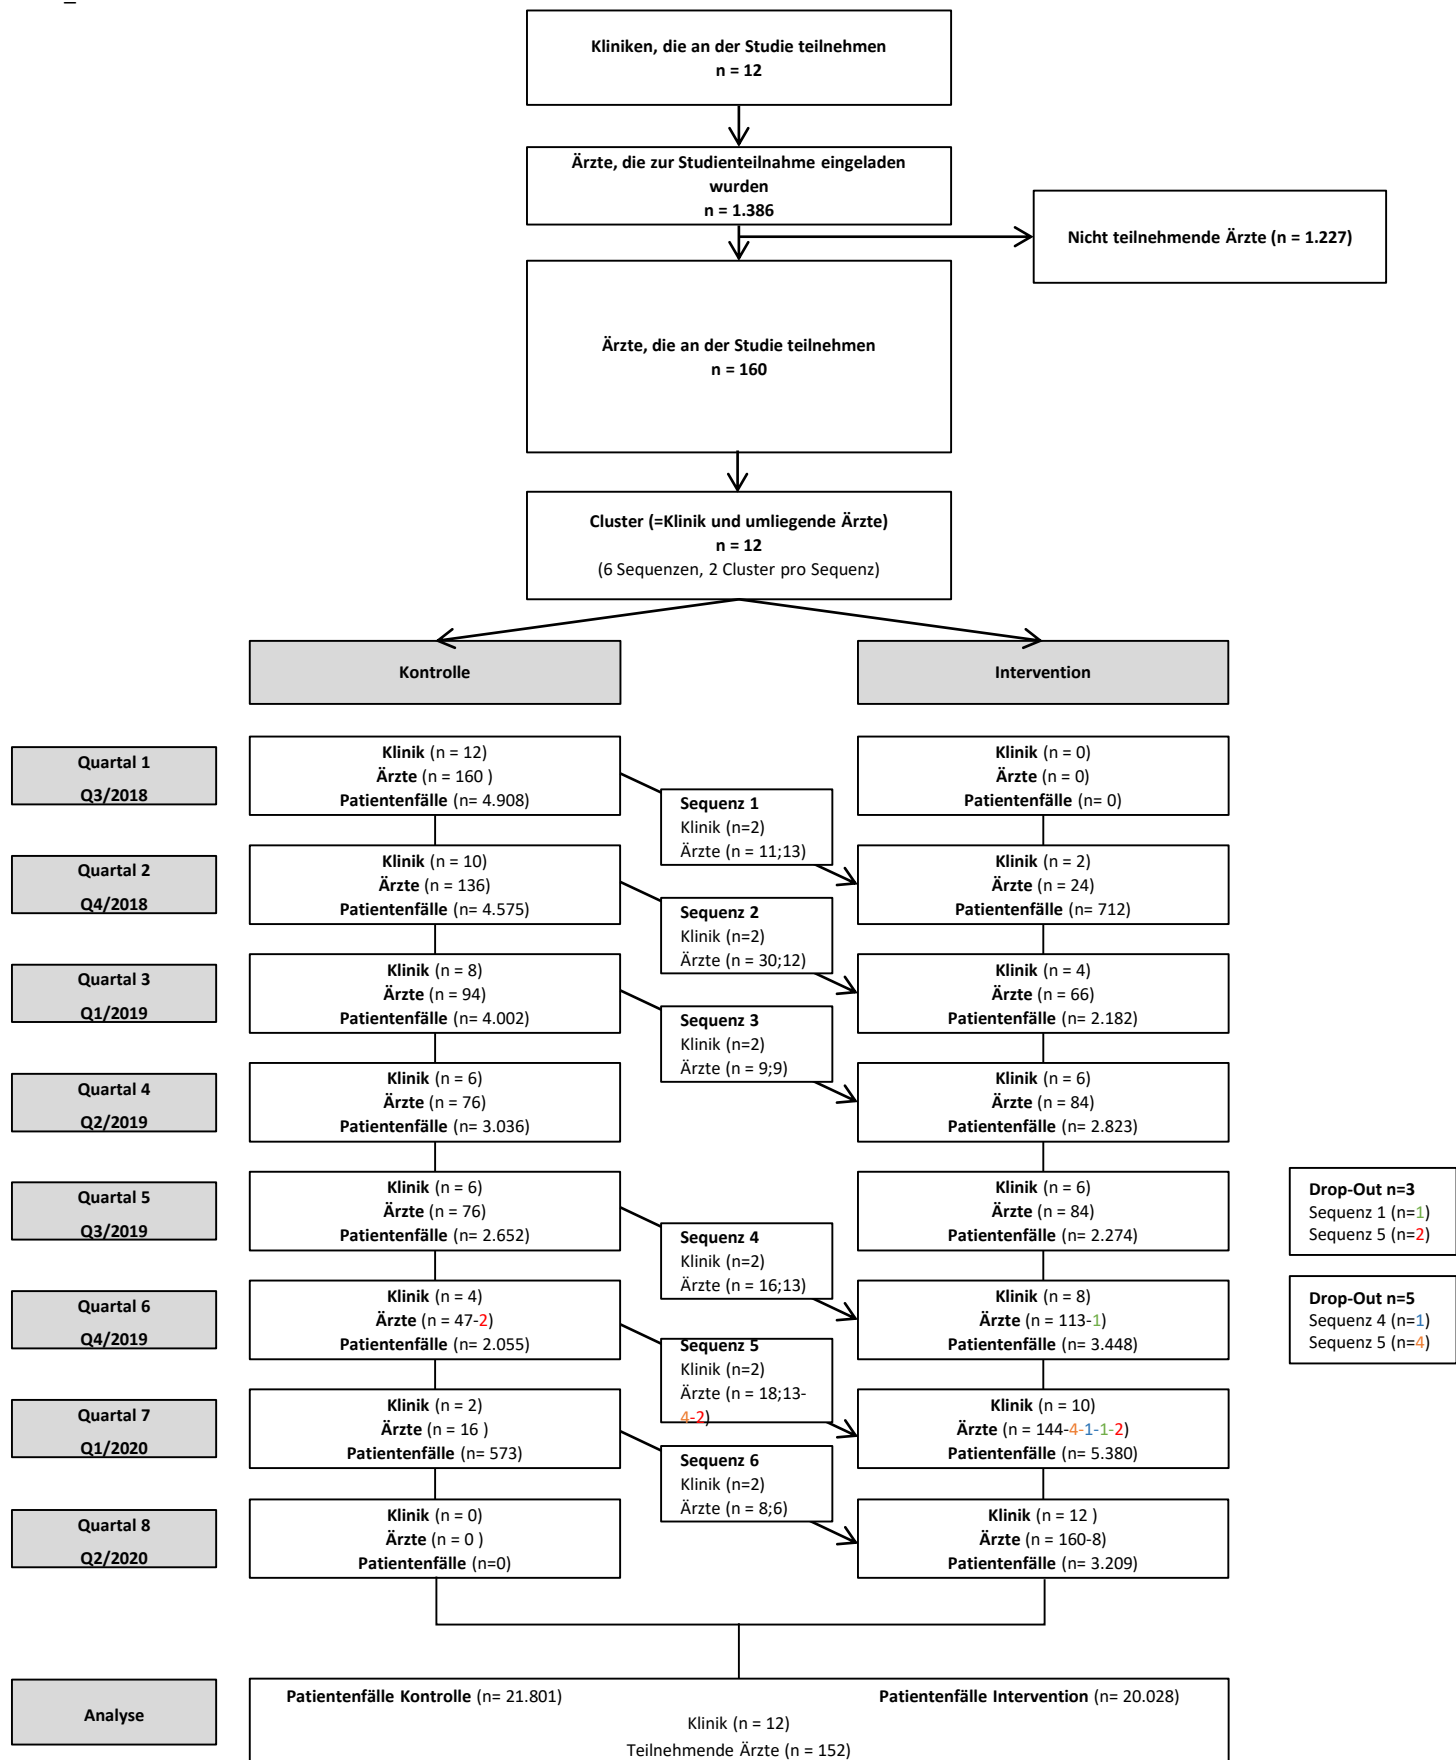 Kliniken, die an der Studie teilnehmen
n = 12
Ärzte, die zur Studienteilnahme eingeladen
wurden
n = 1.386
Nicht teilnehmende Ärzte (n = 1.227)
Ärzte, die an der Studie teilnehmen
n = 160
Cluster (=Klinik und umliegende Ärzte)
n = 12
(6 Sequenzen, 2 Cluster pro Sequenz)
Kontrolle
Intervention
Quartal 1
Q3/2018
Klinik (n = 12)
Ärzte (n = 160 )
Patientenfälle (n= 4.908)
Sequenz 1
Klinik (n=2)
Ärzte (n = 11;13)
Klinik (n = 0)
Ärzte (n = 0)
Patientenfälle (n= 0)
Quartal 2
Q4/2018
Klinik (n = 10)
Ärzte (n = 136)
Patientenfälle (n= 4.575)
Sequenz 2
Klinik (n=2)
Ärzte (n = 30;12)
Klinik (n = 2)
Ärzte (n = 24)
Patientenfälle (n= 712)
Quartal 3
Q1/2019
Klinik (n = 8)
Ärzte (n = 94)
Patientenfälle (n= 4.002)
Sequenz 3
Klinik (n=2)
Ärzte (n = 9;9)
Klinik (n = 4)
Ärzte (n = 66)
Patientenfälle (n= 2.182)
Quartal 4
Q2/2019
Klinik (n = 6)
Ärzte (n = 76)
Patientenfälle (n= 3.036)
Klinik (n = 6)
Ärzte (n = 84)
Patientenfälle (n= 2.823)
Quartal 5
Q3/2019
Klinik (n = 6)
Ärzte (n = 76)
Patientenfälle (n= 2.652)
Sequenz 4
Klinik (n=2)
Ärzte (n = 16;13)
Klinik (n = 6)
Ärzte (n = 84)
Patientenfälle (n= 2.274)
Drop-Out n=3
Sequenz 1 (n=1)
Sequenz 5 (n=2)
Quartal 6
Q4/2019
Klinik (n = 4)
Ärzte (n = 47-2)
Patientenfälle (n= 2.055)
Sequenz 5
Klinik (n=2)
Ärzte (n = 18;13-
4-2)
Klinik (n = 8)
Ärzte (n = 113-1)
Patientenfälle (n= 3.448)
Drop-Out n=5
Sequenz 4 (n=1)
Sequenz 5 (n=4)
Quartal 7
Q1/2020
Klinik (n = 2)
Ärzte (n = 16 )
Patientenfälle (n= 573)
Sequenz 6
Klinik (n=2)
Ärzte (n = 8;6)
Klinik (n = 10)
Ärzte (n = 144-4-1-1-2)
Patientenfälle (n= 5.380)
Quartal 8
Q2/2020
Klinik (n = 0)
Ärzte (n = 0 )
Patientenfälle (n=0)
Klinik (n = 12 )
Ärzte (n = 160-8)
Patientenfälle (n= 3.209)
Analyse
Patientenfälle Kontrolle (n= 21.801)
Patientenfälle Intervention (n= 20.028)
Klinik (n = 12)
Teilnehmende Ärzte (n = 152)